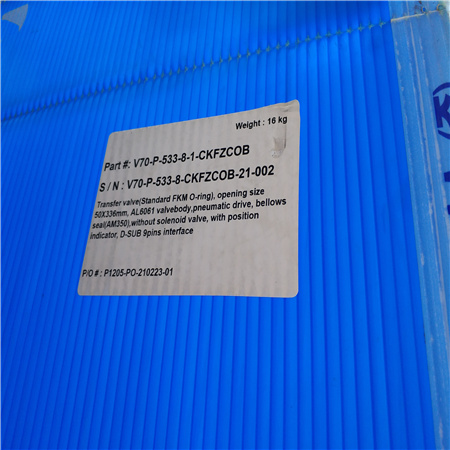 Weight : 16 kg
Part #: V70-P-533-8-1-CKFZCOB
S / N : V70-P-533-8-CKFZCOB-21-002
Transfer valve(Standard FKM O-ring), opening size
50X336mm, AL6061 valvebody,pneumatic drive, bellows
seal(AM350),without solenoid valve, with position
indicator, D-SUB 9pins interface
P/O # : P1205-PO-210223-01